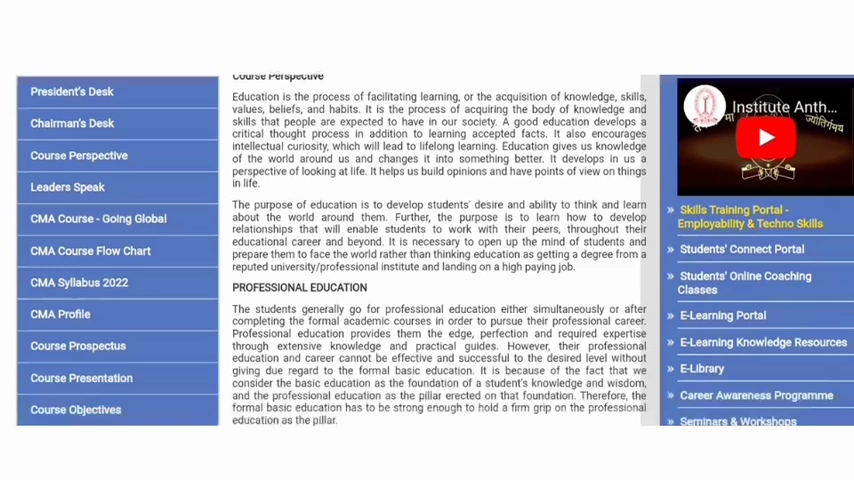 President's Desk
Chairman's Desk
Course Perspective
Leaders Speak
CMA Course - Going Global
CMA Course Flow Chart
CMA Syllabus 2022
CMA Profile
Course Prospectus
Course Presentation
Course Objectives
Course Perspective
Education is the process of facilitating learning, or the acquisition of knowledge, skills,
values, beliefs, and habits. It is the process of acquiring the body of knowledge and
skills that people are expected to have in our society. A good education develops a
critical thought process in addition to learning accepted facts. It also encourages
intellectual curiosity, which will lead to lifelong learning. Education gives us knowledge
of the world around us and changes it into something better. It develops in us a
perspective of looking at life. It helps us build opinions and have points of view on things
in life.
The purpose of education is to develop students' desire and ability to think and learn
about the world around them. Further, the purpose is to learn how to develop
relationships that will enable students to work with their peers, throughout their
educational career and beyond. It is necessary to open up the mind of students and
prepare them to face the world rather than thinking education as getting a degree from a
reputed university/professional institute and landing on a high paying job.
PROFESSIONAL EDUCATION
The students generally go for professional education either simultaneously or after
completing the formal academic courses in order to pursue their professional career.
Professional education provides them the edge, perfection and required expertise
through extensive knowledge and practical guides. However, their professional
education and career cannot be effective and successful to the desired level without
giving due regard to the formal basic education. It is because of the fact that we
consider the basic education as the foundation of a student's knowledge and wisdom,
and the professional education as the pillar erected on that foundation. Therefore, the
formal basic education has to be strong enough to hold a firm grip on the professional
education as the pillar.
Institute Anth...
ज्योतिर्गमय
» Skills Training Portal -
Employability & Techno Skills
» Students' Connect Portal
» Students' Online Coaching
Classes
» E-Learning Portal
» E-Learning Knowledge Resources
» E-Library
» Career Awareness Programme
Seminars & Workshops